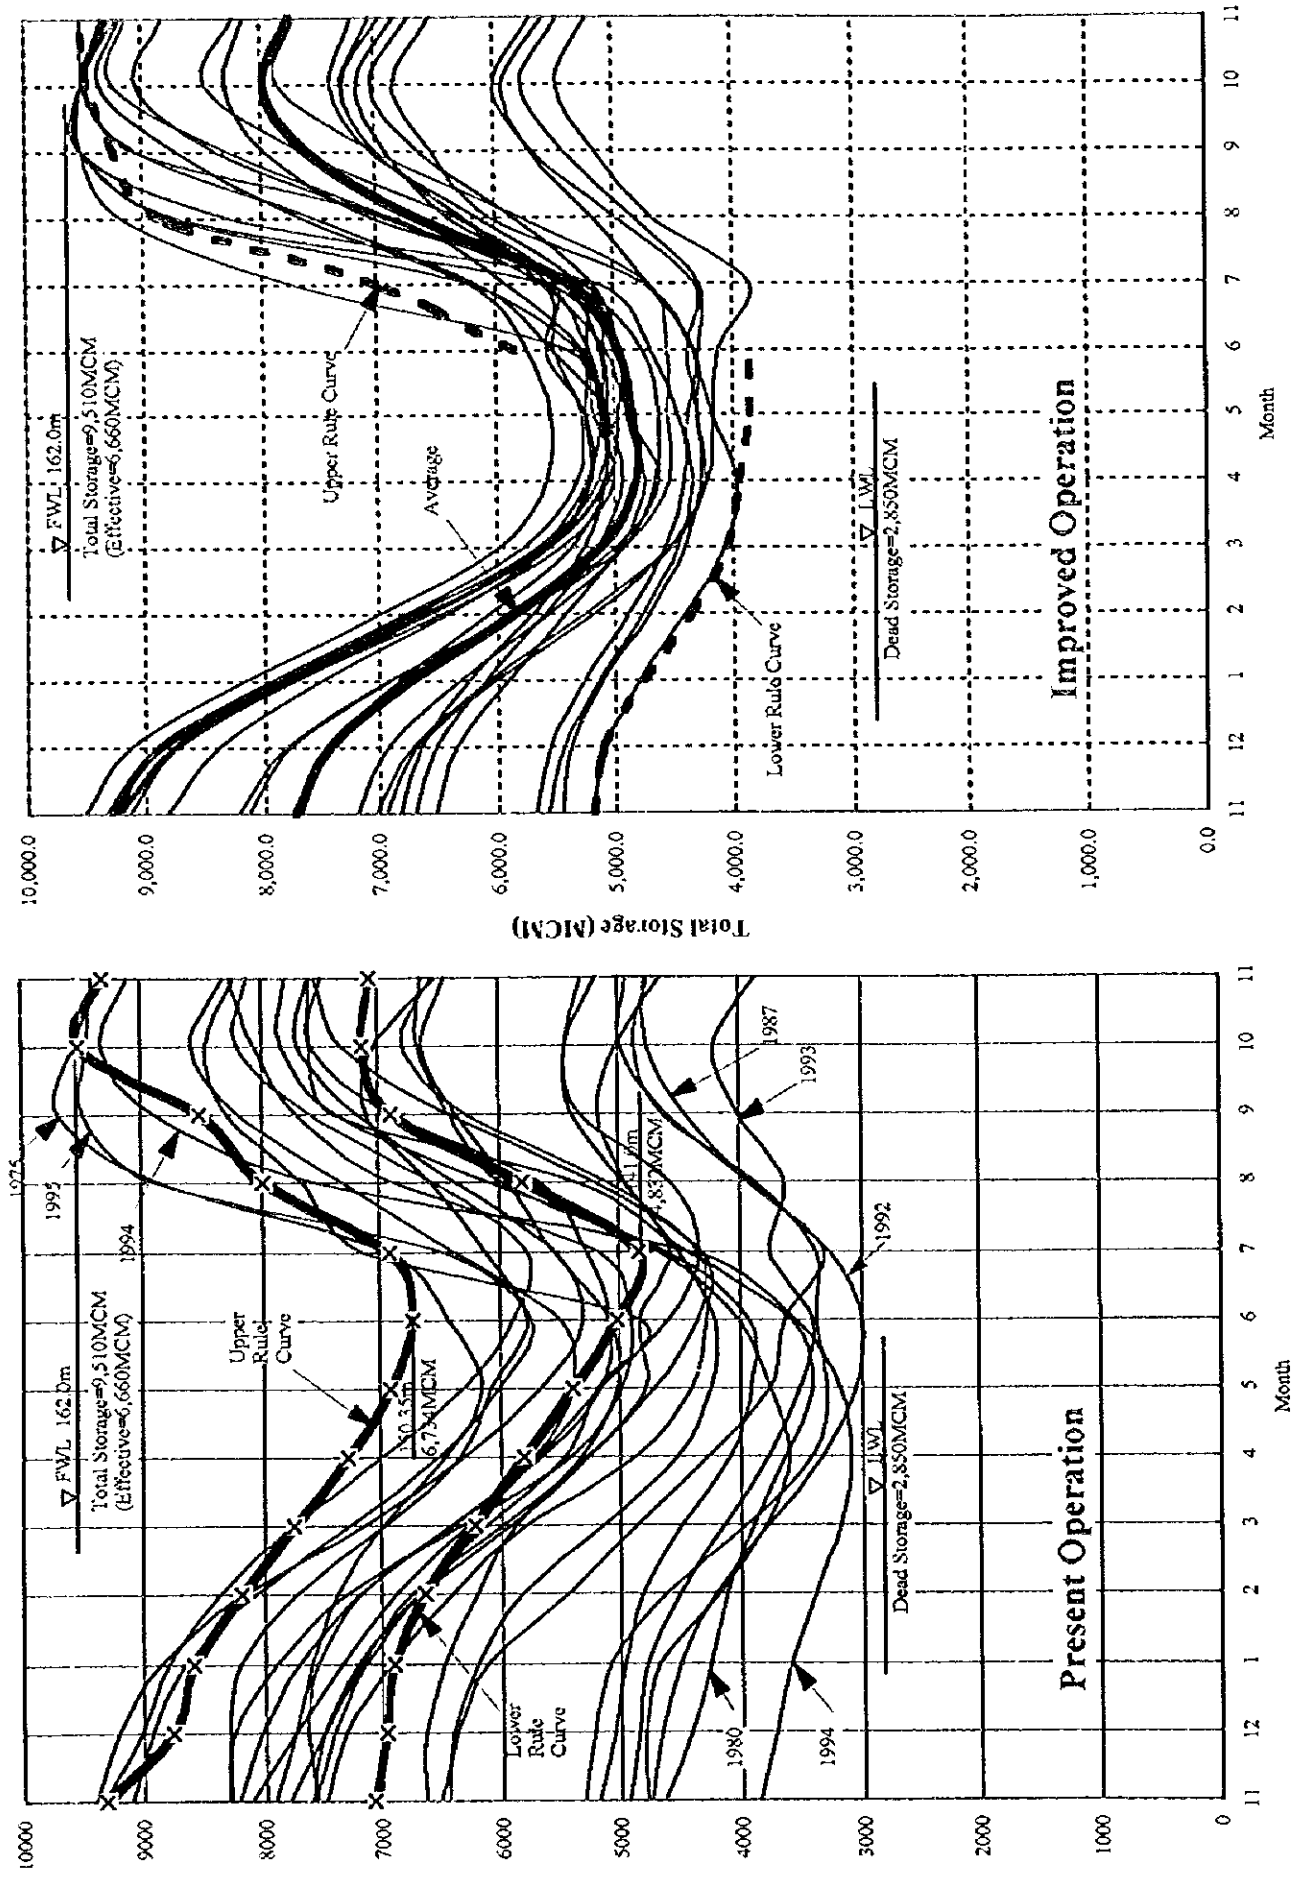 10000
9000
8000
7000
6000
5000
4000
3000
2000
1000
0
11
12
1
2
3
4
5
6
7
8
9
10
11
Month
▽ FWL 162.0m
Total Storage=9,510MCM
(Effective=6,660MCM)
1975
1995
1994
Upper
Rule
Curve
150.35m
6,734MCM
4,832MCM
Lower
Rule
Curve
1987
1993
1992
1980
1994
▽ LWL
Dead Storage=2,850MCM
Present Operation
Total Storage (MCM)
10,000.0
9,000.0
8,000.0
7,000.0
6,000.0
5,000.0
4,000.0
3,000.0
2,000.0
1,000.0
0.0
11
12
1
2
3
4
5
6
7
8
9
10
11
Month
▽ FWL 162.0m
Total Storage=9,510MCM
(Effective=6,660MCM)
Upper Rule Curve
Average
Lower Rule Curve
▽ LWL
Dead Storage=2,850MCM
Improved Operation